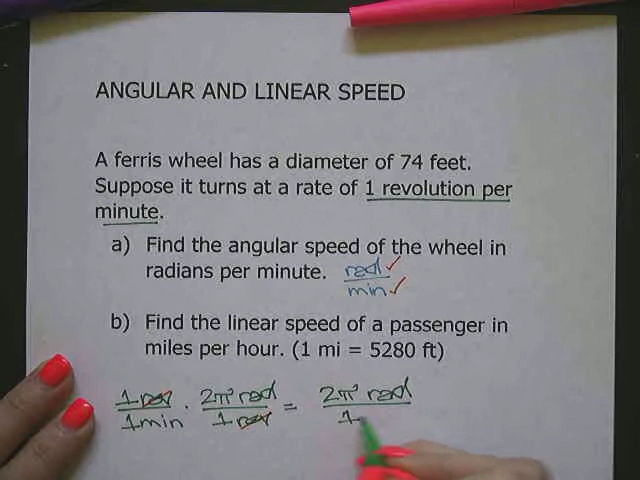 ANGULAR AND LINEAR SPEED
A ferris wheel has a diameter of 74 feet.
Suppose it turns at a rate of 1 revolution per
minute.
a) Find the angular speed of the wheel in
radians per minute. rad/min
b) Find the linear speed of a passenger in
miles per hour. (1 mi = 5280 ft)
1 rev/1 min · 2π rad/1 rev = 2π rad/1